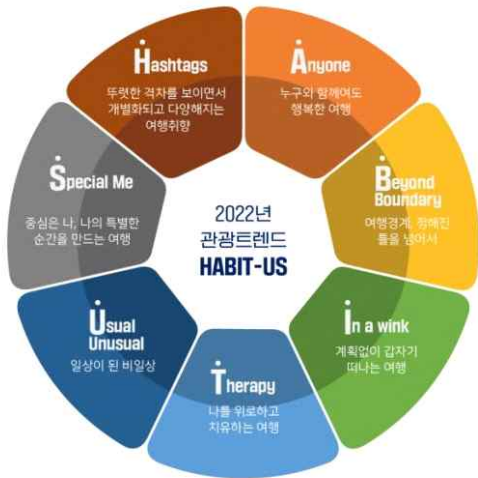 2022년
관광트렌드
HABIT-US
Hashtags
뚜렷한 격차를 보이면서
개별화되고 다양해지는
여행취향
Anyone
누구와 함께여도
행복한 여행
Beyond
Boundary
여행경계, 정해진
틀을 넘어서
In a wink
계획없이 갑자기
떠나는 여행
Therapy
나를 위로하고
치유하는 여행
Usual
Unusual
일상이 된 비일상
Special Me
중심은 나, 나의 특별한
순간을 만드는 여행